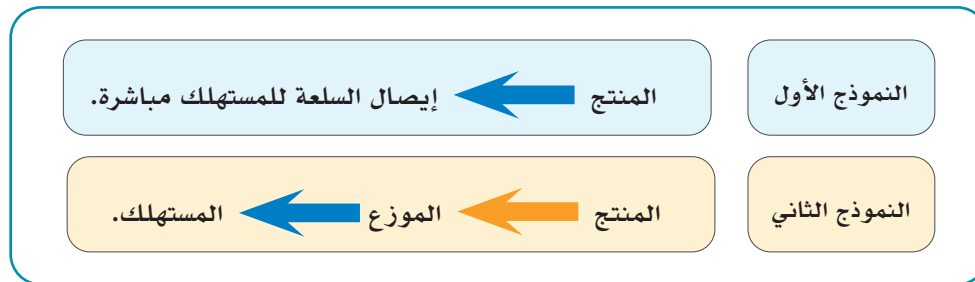 النموذج الأول
المنتج إيصال السلعة للمستهلك مباشرة.
النموذج الثاني
المنتج الموزع المستهلك.